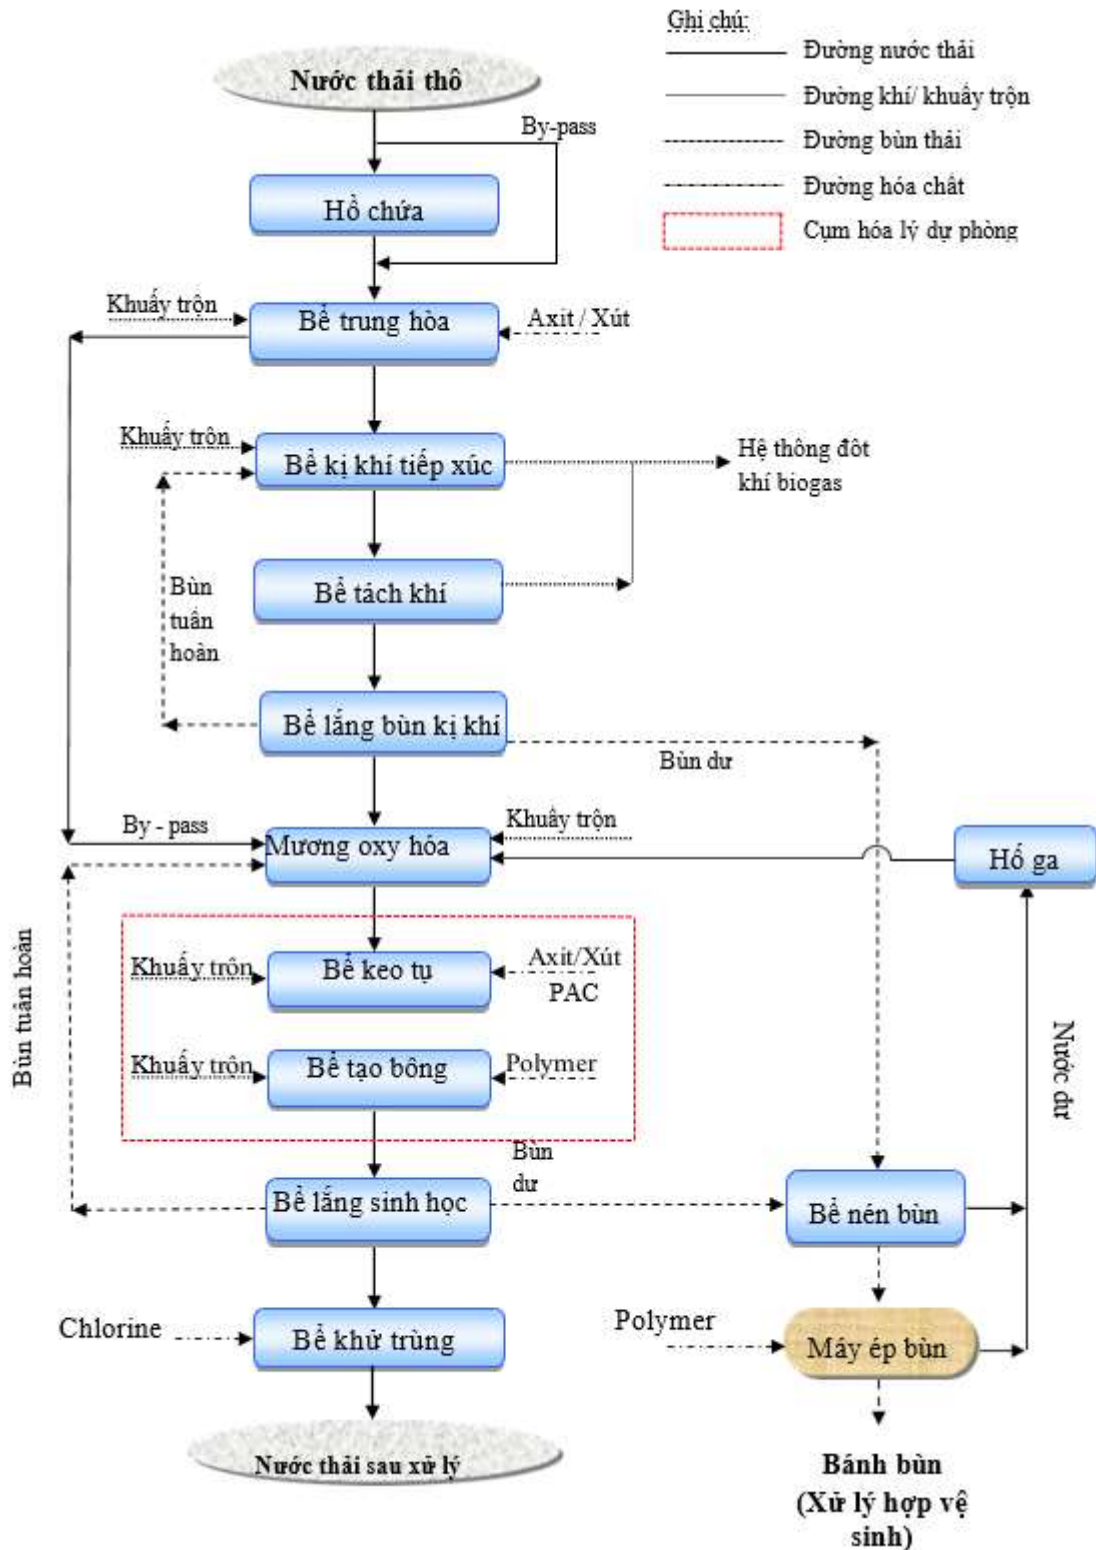 Ghi chú:
Đường nước thải
Đường khí/ khuấy trộn
Đường bùn thải
Đường hóa chất
Cụm hóa lý dự phòng
Nước thải thô
By-pass
Hồ chứa
Khuấy trộn
Bể trung hòa
Axit / Xút
Khuấy trôn
Bể kị khí tiếp xúc
Hệ thông đôt
khí biogas
Bể tách khí
Bùn
tuần
hoàn
Bể lắng bùn kị khí
Bùn dư
By - pass
Mương oxy hóa
Khuấy trôn
Hố ga
Bùn tuần hoàn
Khuấy trôn
Bể keo tụ
Axit/Xút
PAC
Khuấy trôn
Bể tạo bông
Polymer
Nước dư
Bùn
dư
Bể lắng sinh học
Bể nén bùn
Chlorine
Bể khử trùng
Polymer
Máy ép bùn
Nước thải sau xử lý
Bánh bùn
(Xử lý hợp vệ
sinh)